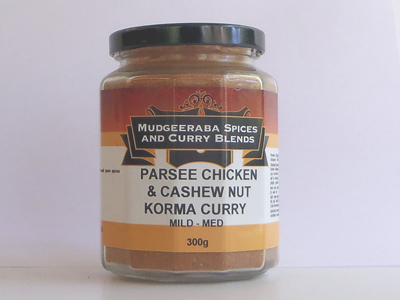 MUDGEERABA SPICES
AND CURRY BLENDS
PARSEE CHICKEN
& CASHEW NUT
KORMA CURRY
MILD - MED
300g